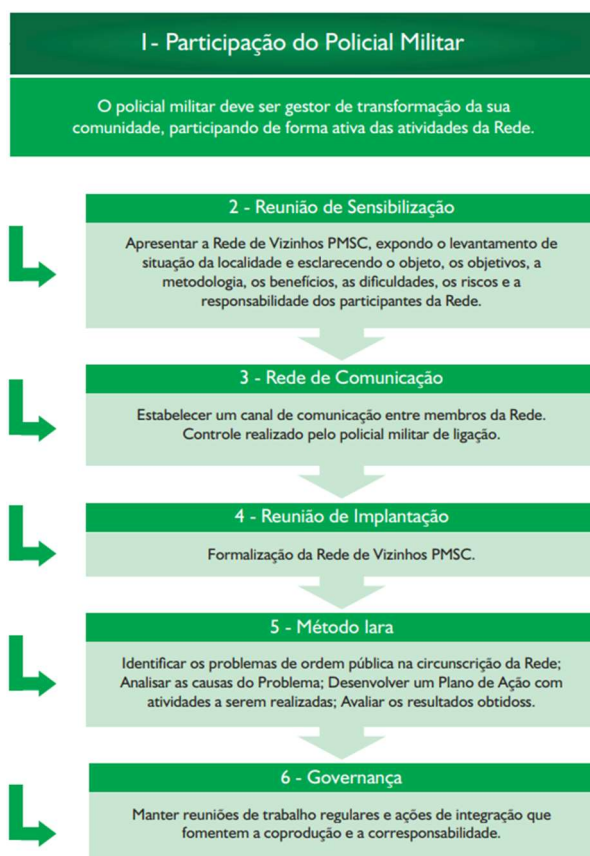 1- Participação do Policial Militar
O policial militar deve ser gestor de transformação da sua
comunidade, participando de forma ativa das atividades da Rede.
2 - Reunião de Sensibilização
Apresentar a Rede de Vizinhos PMSC, expondo o levantamento de
situação da localidade e esclarecendo o objeto, os objetivos, a
metodologia, os benefícios, as dificuldades, os riscos e a
responsabilidade dos participantes da Rede.
3 - Rede de Comunicação
Estabelecer um canal de comunicação entre membros da Rede.
Controle realizado pelo policial militar de ligação.
4 - Reunião de Implantação
Formalização da Rede de Vizinhos PMSC.
5 - Método Iara
Identificar os problemas de ordem pública na circunscrição da Rede;
Analisar as causas do Problema; Desenvolver um Plano de Ação com
atividades a serem realizadas; Avaliar os resultados obtidoss.
6 - Governança
Manter reuniões de trabalho regulares e ações de integração que
fomentem a coprodução e a corresponsabilidade.